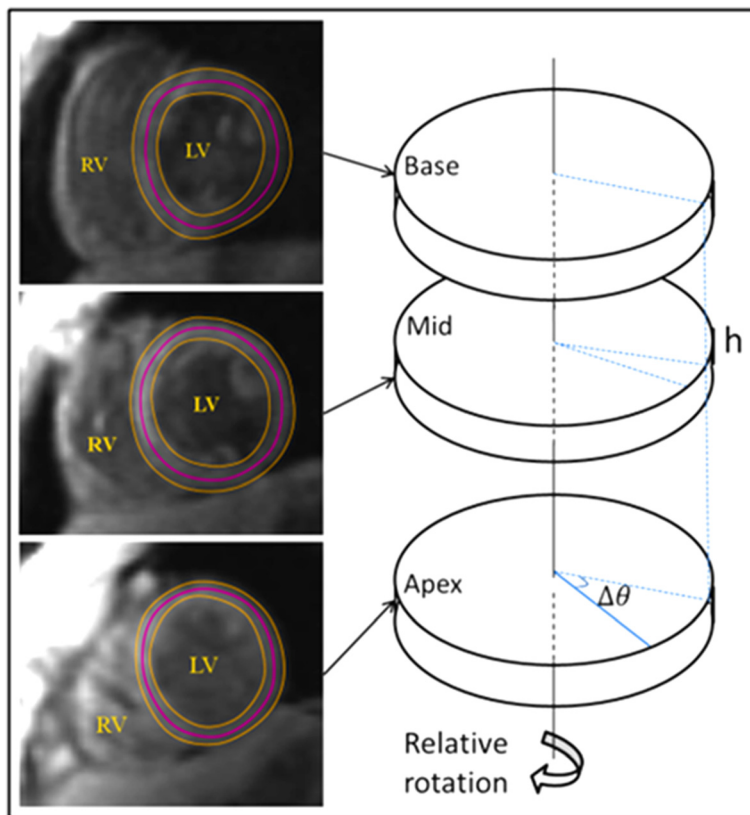 RV
LV
Base
RV
LV
Mid
h
RV
LV
Apex
Δθ
Relative
rotation